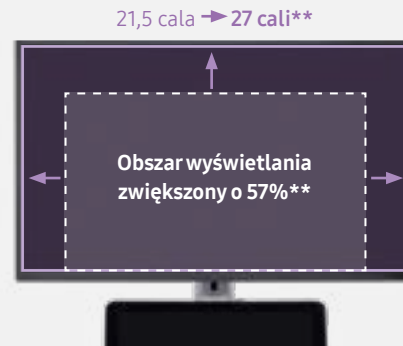 21,5 cala → 27 cali**
Obszar wyświetlania
zwiększony o 57%**